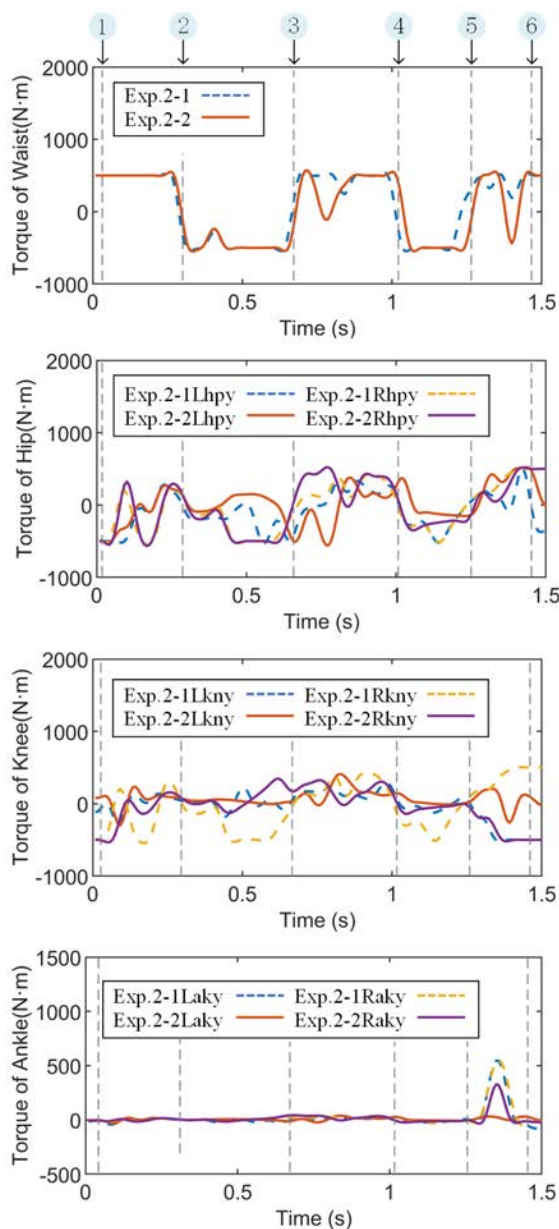 1 2 3 4 5 6
2000
1000
0
-1000
Torque of Waist(N·m)
Exp.2-1
Exp.2-2
0 0.5 1 1.5
Time (s)
2000
1000
0
-1000
Torque of Hip(N·m)
Exp.2-1Lhpy Exp.2-1Rhpy
Exp.2-2Lhpy Exp.2-2Rhpy
0 0.5 1 1.5
Time (s)
2000
1000
0
-1000
Torque of Knee(N·m)
Exp.2-1Lkny Exp.2-1Rkny
Exp.2-2Lkny Exp.2-2Rkny
0 0.5 1 1.5
Time (s)
1500
1000
500
0
-500
Torque of Ankle(N·m)
Exp.2-1Laky Exp.2-1Raky
Exp.2-2Laky Exp.2-2Raky
0 0.5 1 1.5
Time (s)